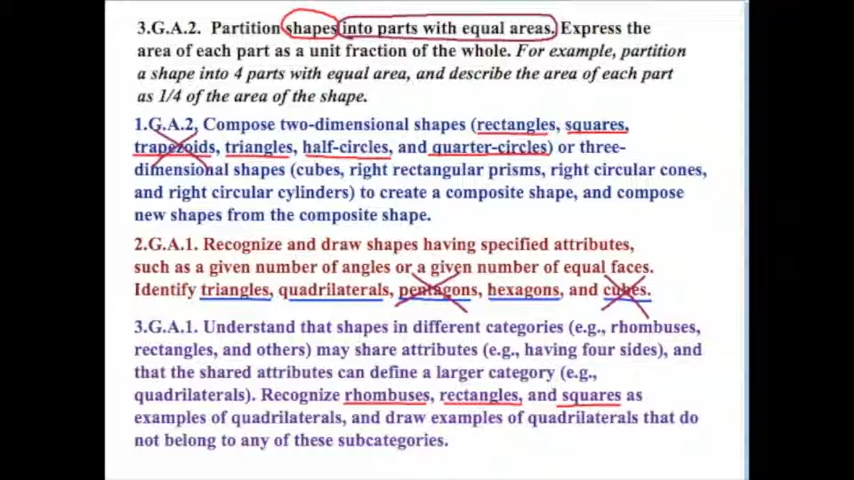 3.G.A.2. Partition shapes into parts with equal areas. Express the
area of each part as a unit fraction of the whole. For example, partition
a shape into 4 parts with equal area, and describe the area of each part
as 1/4 of the area of the shape.
1.G.A.2, Compose two-dimensional shapes (rectangles, squares,
trapezoids, triangles, half-circles, and quarter-circles) or three-
dimensional shapes (cubes, right rectangular prisms, right circular cones,
and right circular cylinders) to create a composite shape, and compose
new shapes from the composite shape.
2.G.A.1. Recognize and draw shapes having specified attributes,
such as a given number of angles or a given number of equal faces.
Identify triangles, quadrilaterals, pentagons, hexagons, and cubes.
3.G.A.1. Understand that shapes in different categories (e.g., rhombuses,
rectangles, and others) may share attributes (e.g., having four sides), and
that the shared attributes can define a larger category (e.g.,
quadrilaterals). Recognize rhombuses, rectangles, and squares as
examples of quadrilaterals, and draw examples of quadrilaterals that do
not belong to any of these subcategories.